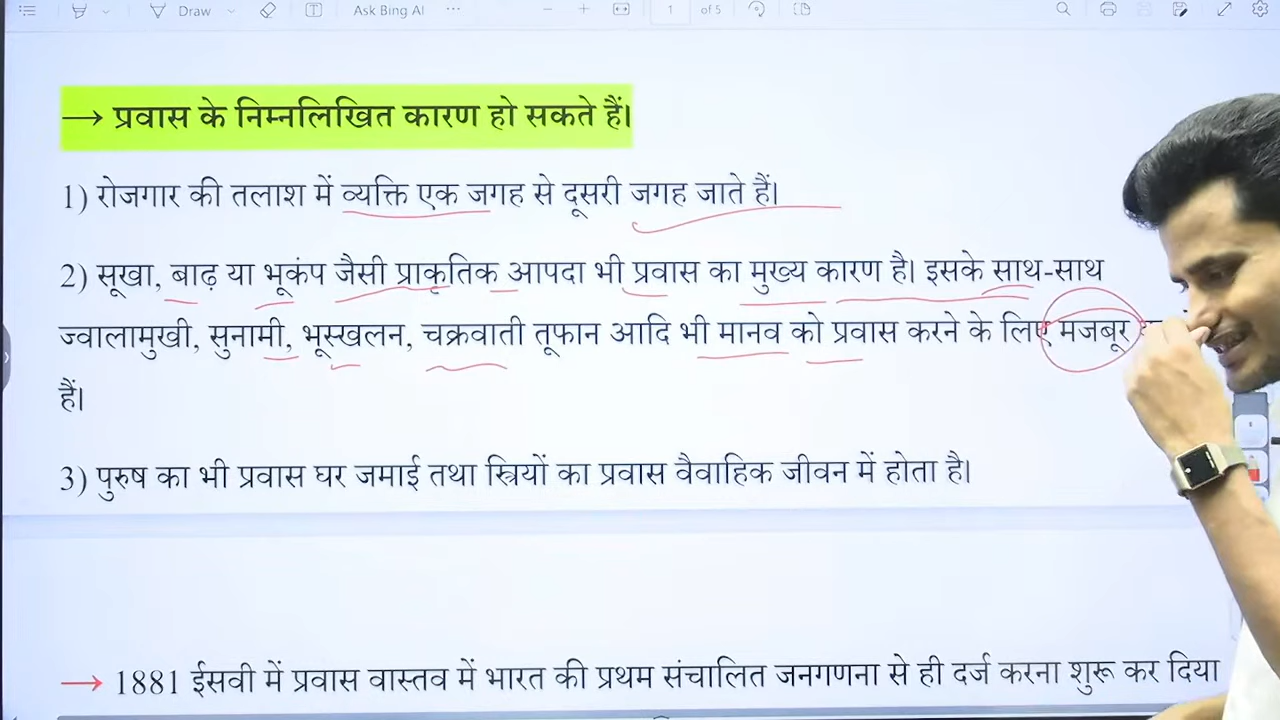 Draw
Ask Bing AI
1 of 5
→ प्रवास के निम्नलिखित कारण हो सकते हैं।
1) रोजगार की तलाश में व्यक्ति एक जगह से दूसरी जगह जाते हैं।
2) सूखा, बाढ़ या भूकंप जैसी प्राकृतिक आपदा भी प्रवास का मुख्य कारण है। इसके साथ-साथ
ज्वालामुखी, सुनामी, भूस्खलन, चक्रवाती तूफान आदि भी मानव को प्रवास करने के लिए मजबूर
हैं।
3) पुरुष का भी प्रवास घर जमाई तथा स्त्रियों का प्रवास वैवाहिक जीवन में होता है।
→ 1881 ईसवी में प्रवास वास्तव में भारत की प्रथम संचालित जनगणना से ही दर्ज करना शुरू कर दिया